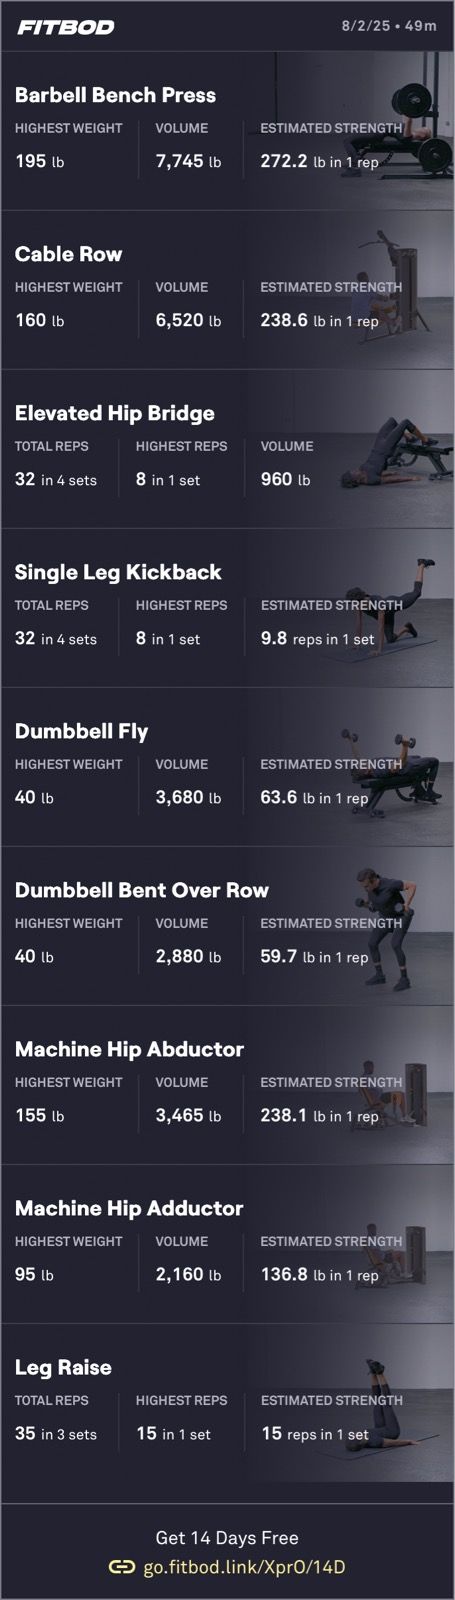 FITBOD 8/2/25 • 49m
Barbell Bench Press
HIGHEST WEIGHT VOLUME ESTIMATED STRENGTH
195 lb 7,745 lb 272.2 lb in 1 rep
Cable Row
HIGHEST WEIGHT VOLUME ESTIMATED STRENGTH
160 lb 6,520 lb 238.6 lb in 1 rep
Elevated Hip Bridge
TOTAL REPS HIGHEST REPS VOLUME
32 in 4 sets 8 in 1 set 960 lb
Single Leg Kickback
TOTAL REPS HIGHEST REPS ESTIMATED STRENGTH
32 in 4 sets 8 in 1 set 9.8 reps in 1 set
Dumbbell Fly
HIGHEST WEIGHT VOLUME ESTIMATED STRENGTH
40 lb 3,680 lb 63.6 lb in 1 rep
Dumbbell Bent Over Row
HIGHEST WEIGHT VOLUME ESTIMATED STRENGTH
40 lb 2,880 lb 59.7 lb in 1 rep
Machine Hip Abductor
HIGHEST WEIGHT VOLUME ESTIMATED STRENGTH
155 lb 3,465 lb 238.1 lb in 1 rep
Machine Hip Adductor
HIGHEST WEIGHT VOLUME ESTIMATED STRENGTH
95 lb 2,160 lb 136.8 lb in 1 rep
Leg Raise
TOTAL REPS HIGHEST REPS ESTIMATED STRENGTH
35 in 3 sets 15 in 1 set 15 reps in 1 set
Get 14 Days Free
go.fitbod.link/XprO/14D